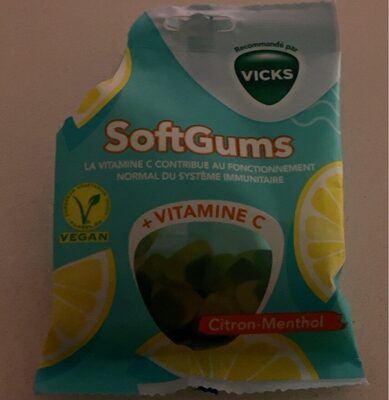 Recommandé par
VICKS
SoftGums
LA VITAMINE C CONTRIBUE AU FONCTIONNEMENT
NORMAL DU SYSTÈME IMMUNITAIRE
+ VITAMINE C
VEGAN
Citron-Menthol